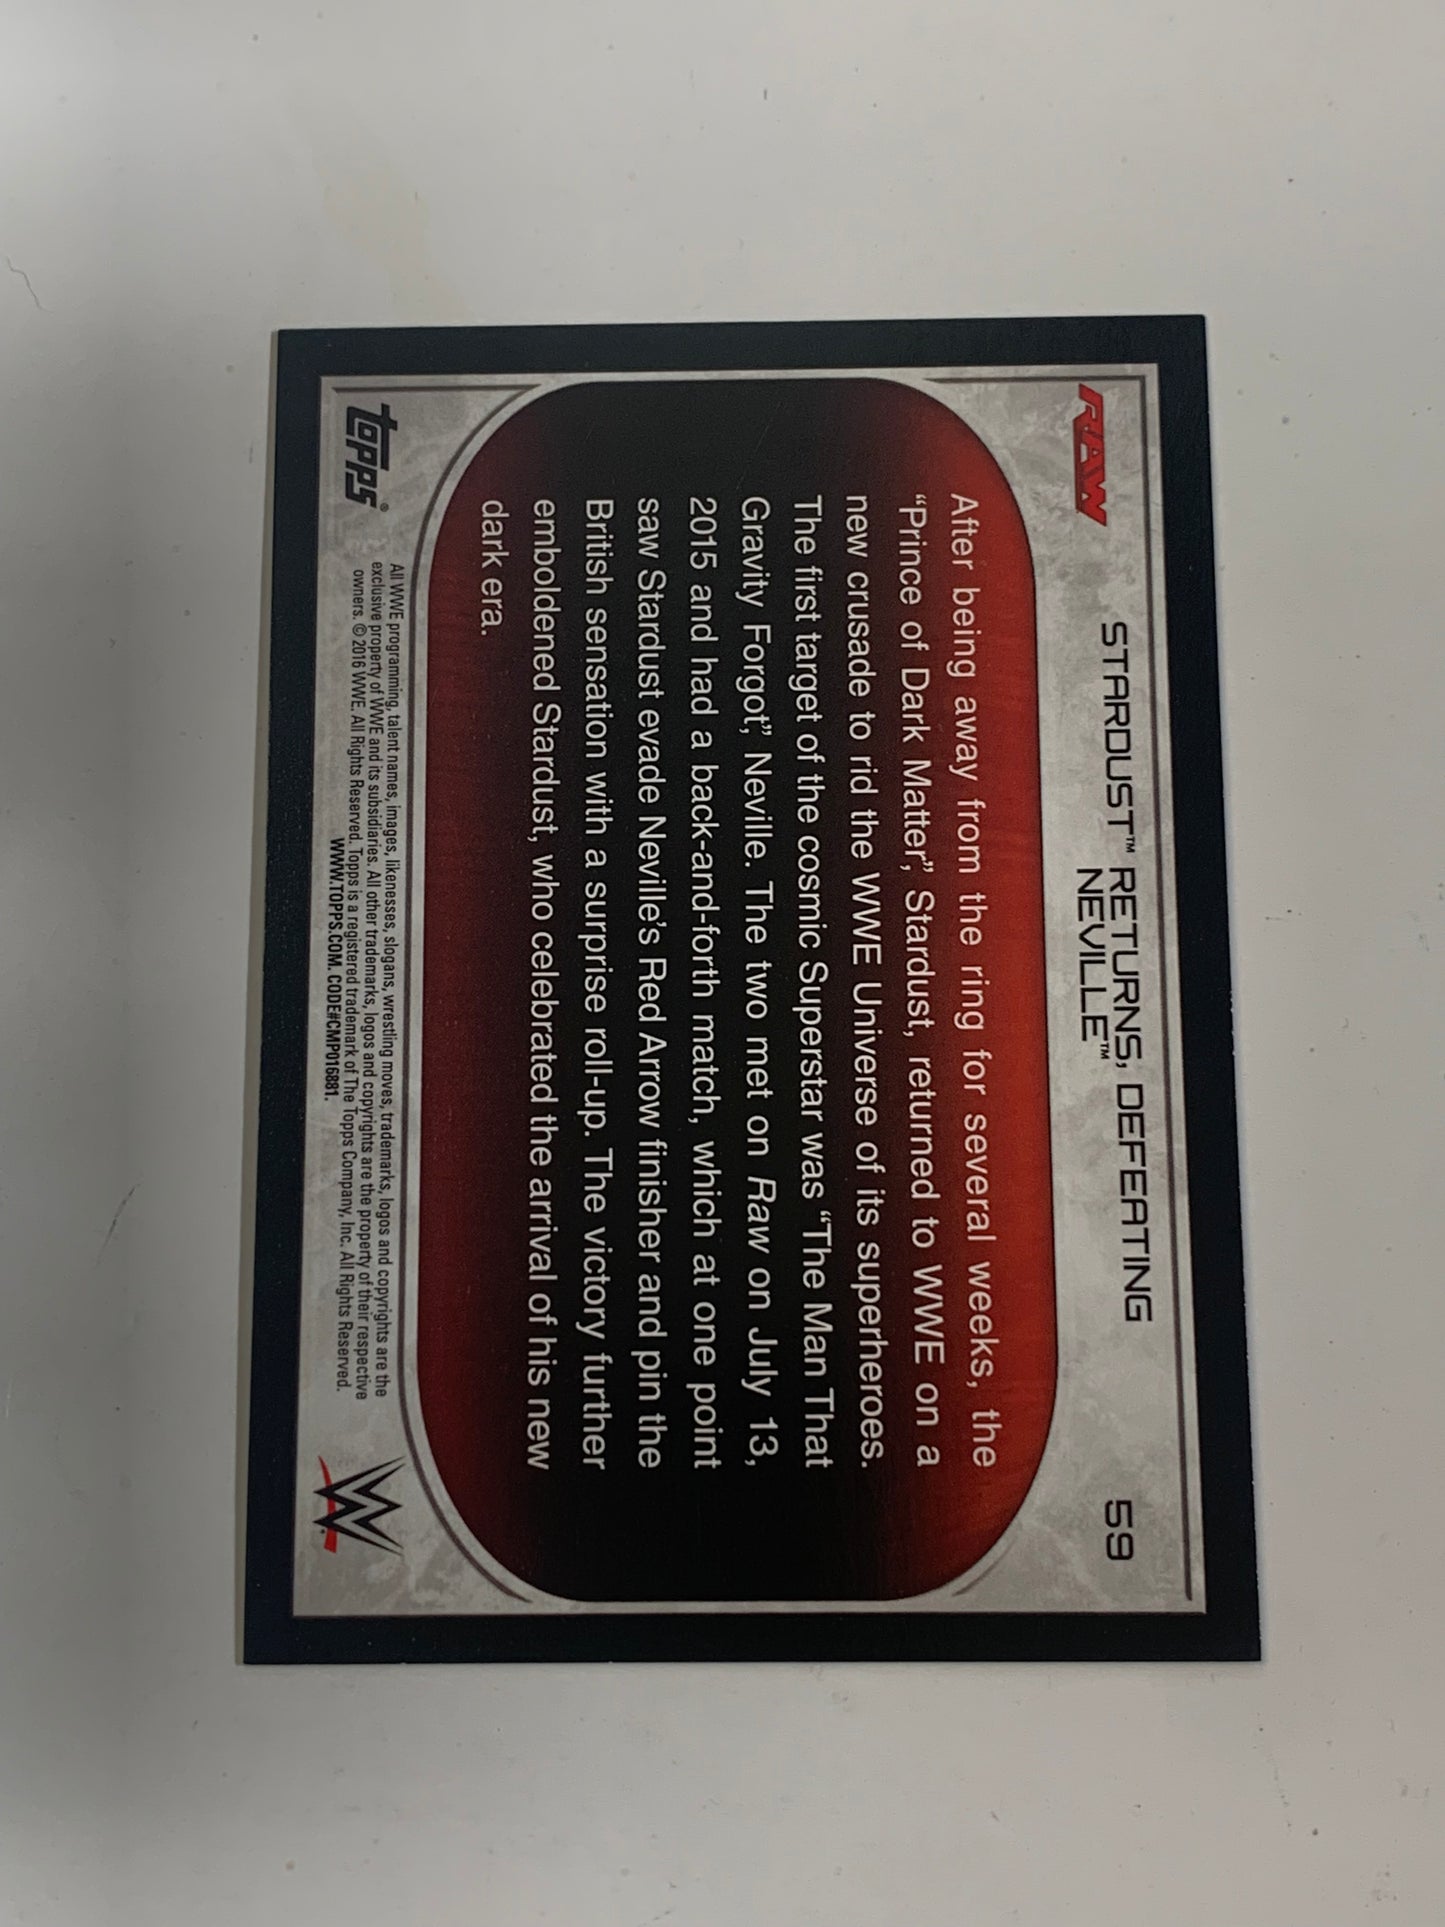 RAW
STARDUST™ RETURNS, DEFEATING
NEVILLE™
59
After being away from the ring for several weeks, the
“Prince of Dark Matter,” Stardust, returned to WWE on a
new crusade to rid the WWE Universe of its superheroes.
The first target of the cosmic Superstar was “The Man That
Gravity Forgot,” Neville. The two met on Raw on July 13,
2015 and had a back-and-forth match, which at one point
saw Stardust evade Neville’s Red Arrow finisher and pin the
British sensation with a surprise roll-up. The victory further
emboldened Stardust, who celebrated the arrival of his new
dark era.
topps®
All WWE programming, talent names, images, likenesses, slogans, wrestling moves, trademarks, logos and copyrights are the
exclusive property of WWE and its subsidiaries. All other trademarks, logos and copyrights are the property of their respective
owners. © 2016 WWE. All Rights Reserved. Topps is a registered trademark of The Topps Company, Inc. All Rights Reserved.
WWW.TOPPS.COM. CODE#CMP016881.
W